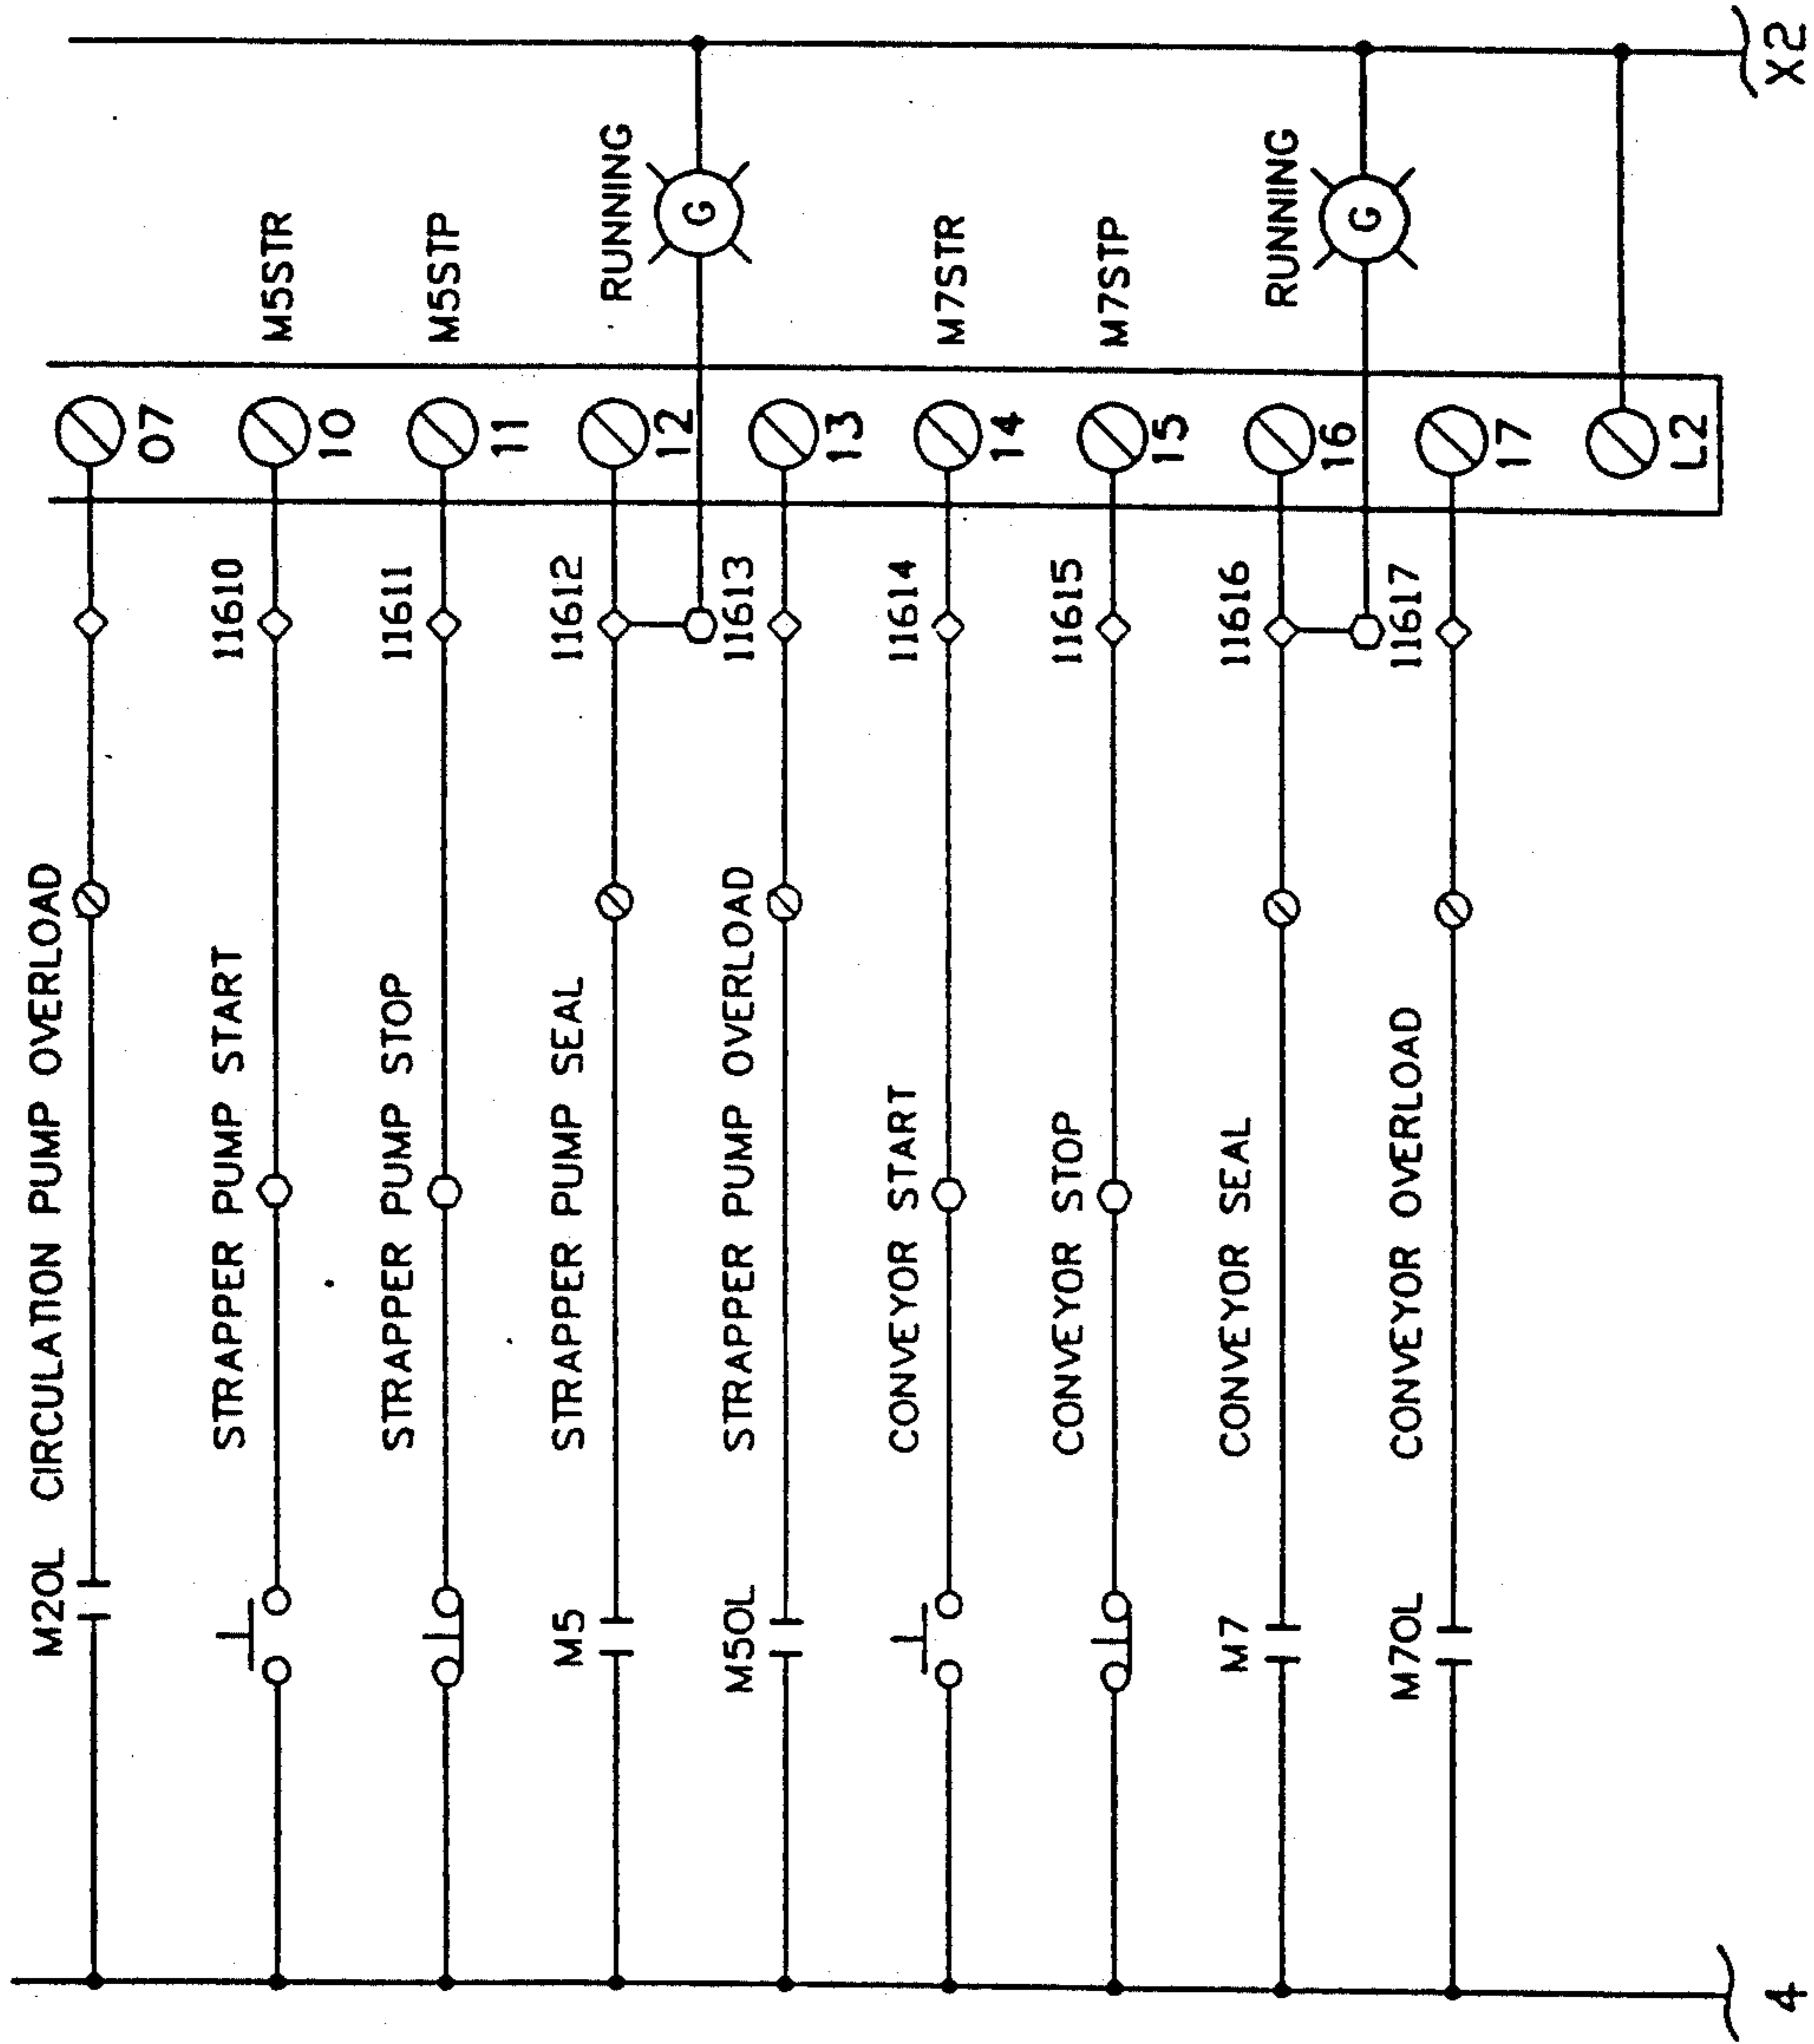 M2OL CIRCULATION PUMP OVERLOAD
07
STRAPPER PUMP START
11610
10
M5STR
STRAPPER PUMP STOP
11611
11
M5STP
M5
STRAPPER PUMP SEAL
11612
12
RUNNING
G
M5OL
STRAPPER PUMP OVERLOAD
11613
13
CONVEYOR START
11614
14
M7STR
CONVEYOR STOP
11615
15
M7STP
M7
CONVEYOR SEAL
11616
16
RUNNING
G
M7OL
CONVEYOR OVERLOAD
11617
17
L2
4
X2